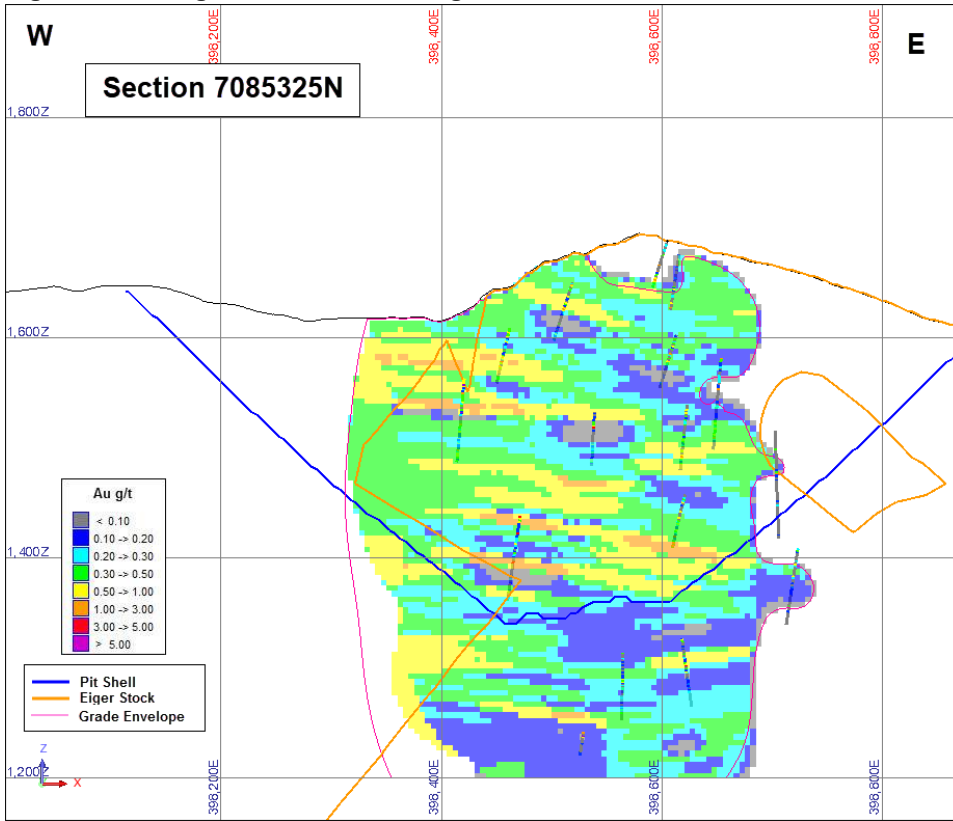 W
E
398,200E
398,400E
398,600E
398,800E
Section 7085325N
1,800Z
1,600Z
1,400Z
1,200Z
Au g/t
< 0.10
0.10 -> 0.20
0.20 -> 0.30
0.30 -> 0.50
0.50 -> 1.00
1.00 -> 3.00
3.00 -> 5.00
> 5.00
Pit Shell
Eiger Stock
Grade Envelope
Z
X
398,200E
398,400E
398,600E
398,800E